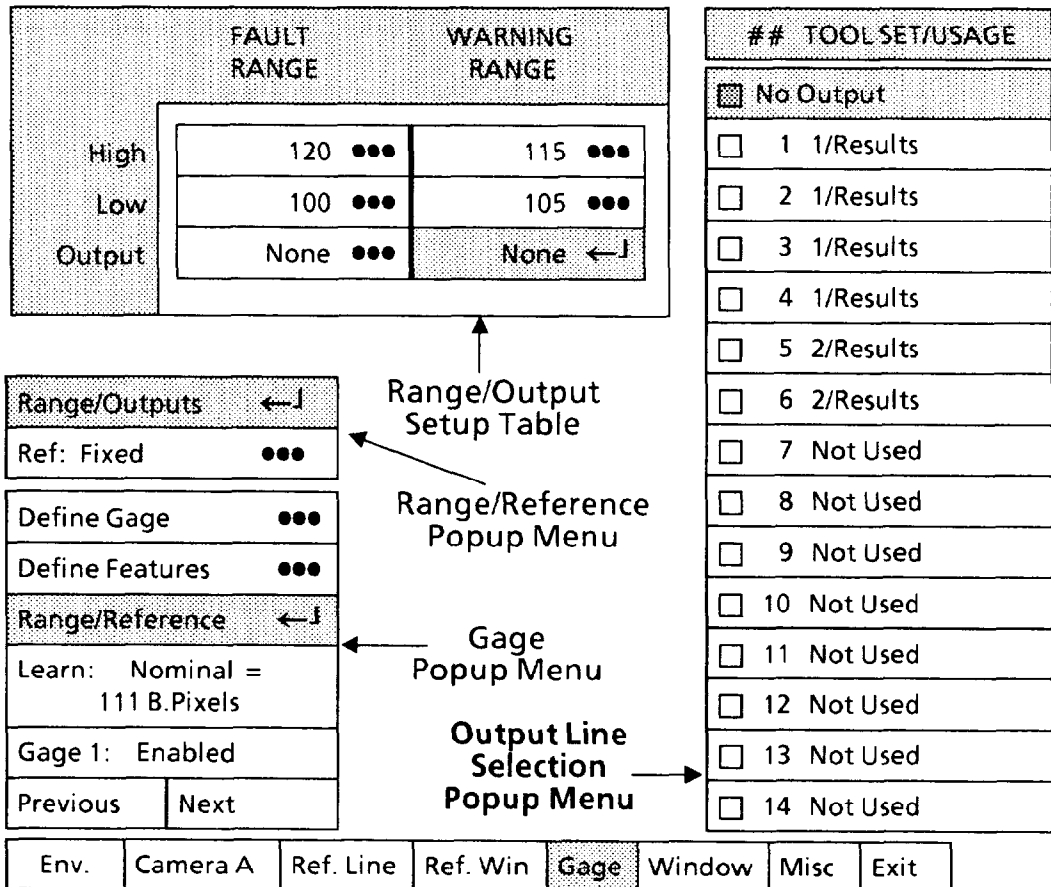 FAULT RANGE WARNING RANGE
High 120 ●●● 115 ●●●
Low 100 ●●● 105 ●●●
Output None ●●● None ←┘
Range/Output
Setup Table
Range/Outputs ←┘
Ref: Fixed ●●●
Range/Reference
Popup Menu
Define Gage ●●●
Define Features ●●●
Range/Reference ←┘
Learn: Nominal =
111 B.Pixels
Gage 1: Enabled
Previous Next
Gage
Popup Menu
Output Line
Selection
Popup Menu
## TOOL SET/USAGE
No Output
1 1/Results
2 1/Results
3 1/Results
4 1/Results
5 2/Results
6 2/Results
7 Not Used
8 Not Used
9 Not Used
10 Not Used
11 Not Used
12 Not Used
13 Not Used
14 Not Used
Env. Camera A Ref. Line Ref. Win Gage Window Misc Exit